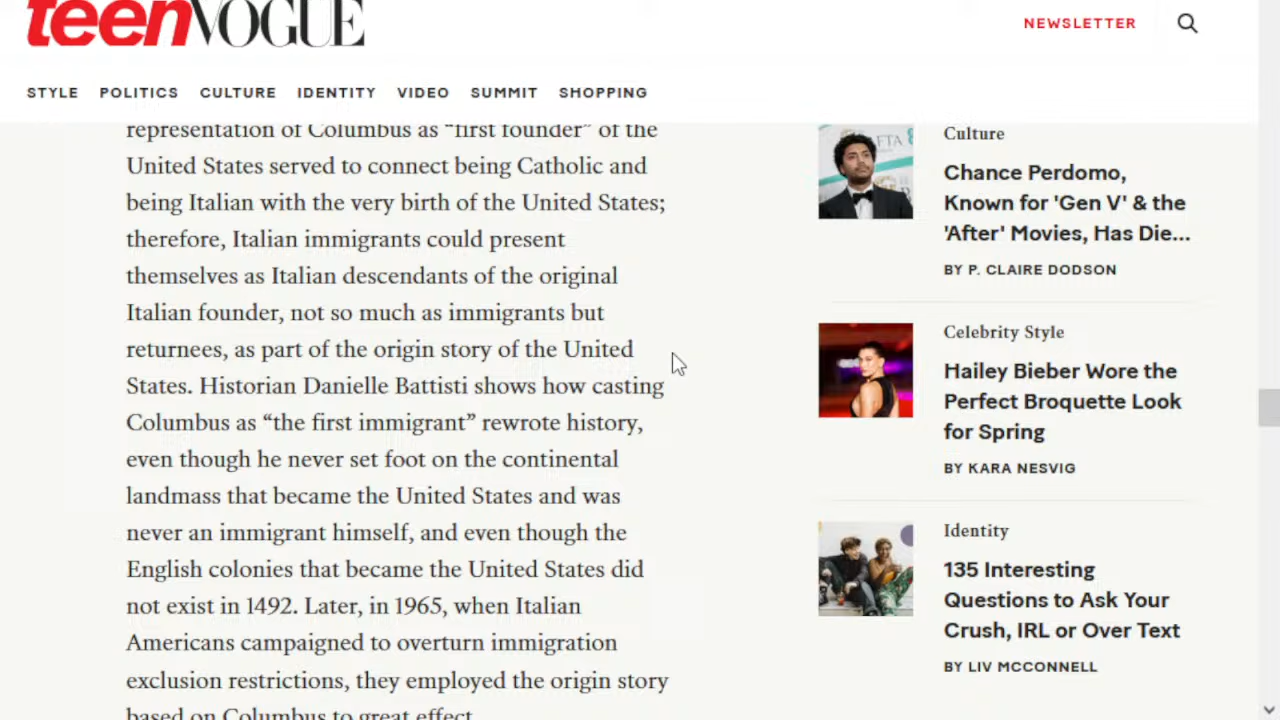 teenVOGUE
NEWSLETTER
STYLE POLITICS CULTURE IDENTITY VIDEO SUMMIT SHOPPING
representation of Columbus as “first founder” of the
United States served to connect being Catholic and
being Italian with the very birth of the United States;
therefore, Italian immigrants could present
themselves as Italian descendants of the original
Italian founder, not so much as immigrants but
returnees, as part of the origin story of the United
States. Historian Danielle Battisti shows how casting
Columbus as “the first immigrant” rewrote history,
even though he never set foot on the continental
landmass that became the United States and was
never an immigrant himself, and even though the
English colonies that became the United States did
not exist in 1492. Later, in 1965, when Italian
Americans campaigned to overturn immigration
exclusion restrictions, they employed the origin story
based on Columbus to great effect.
Culture
Chance Perdomo,
Known for 'Gen V' & the
'After' Movies, Has Die...
BY P. CLAIRE DODSON
Celebrity Style
Hailey Bieber Wore the
Perfect Broquette Look
for Spring
BY KARA NESVIG
Identity
135 Interesting
Questions to Ask Your
Crush, IRL or Over Text
BY LIV MCCONNELL